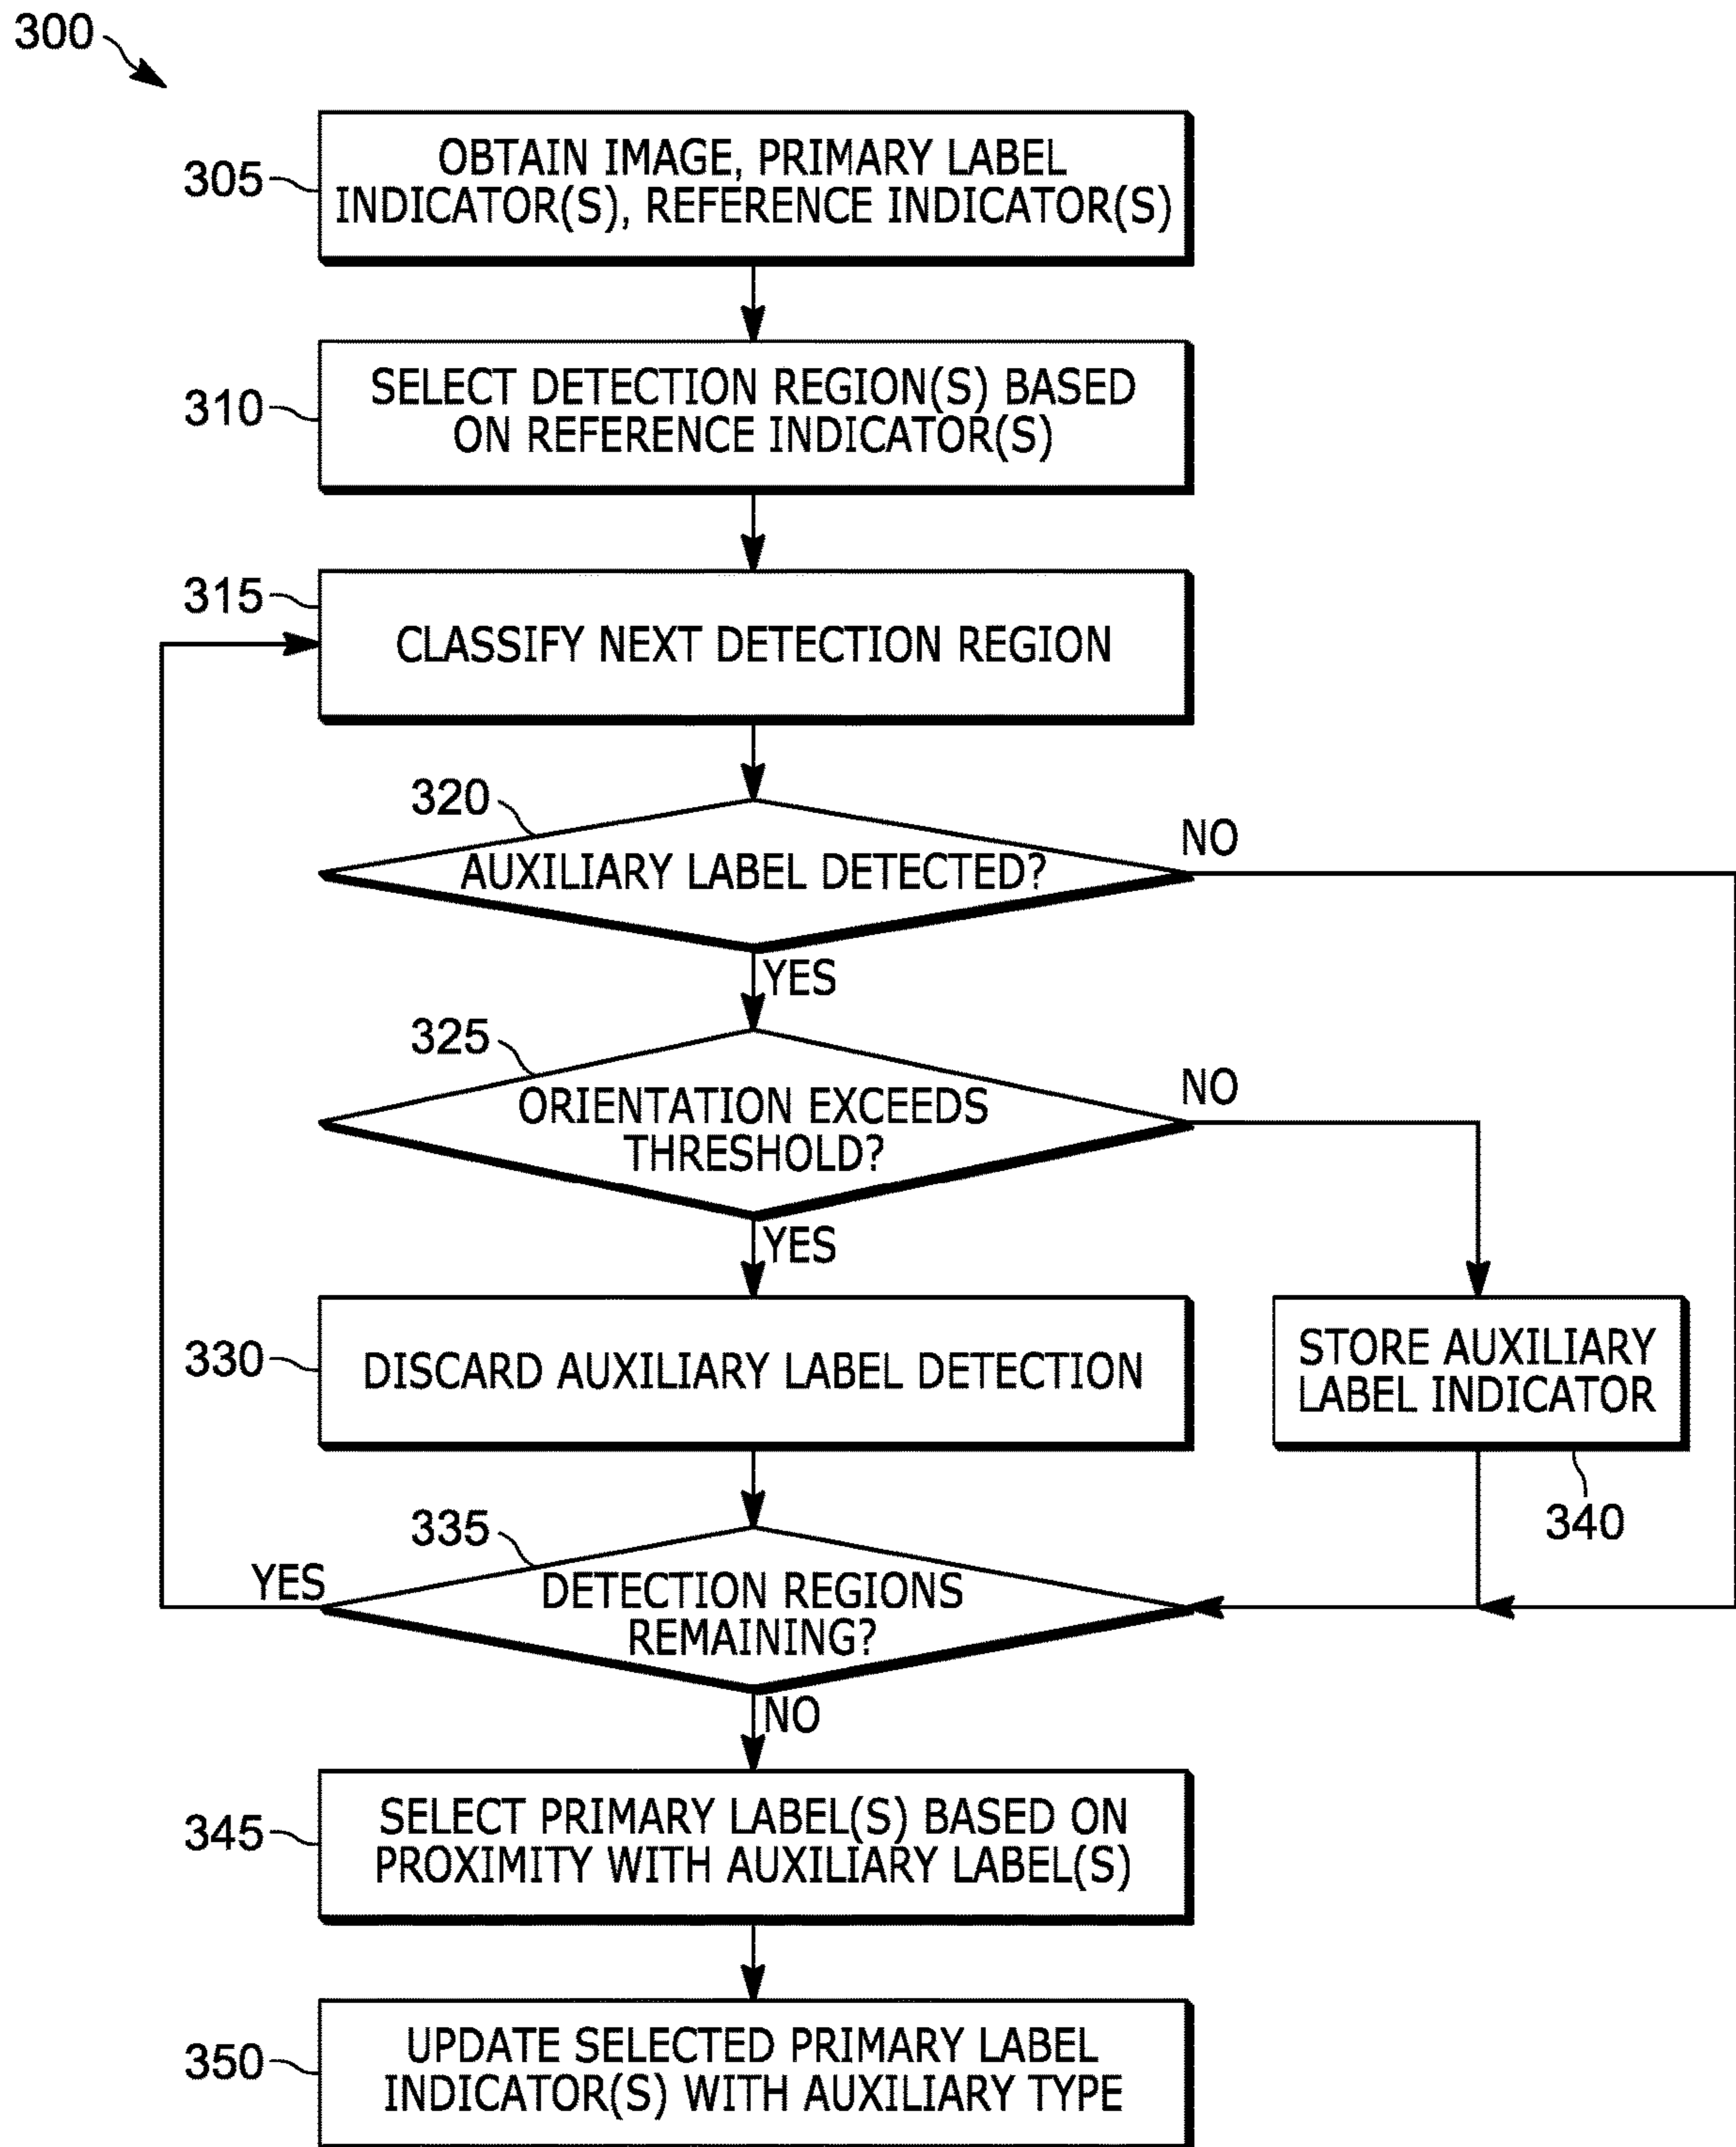 300
305
OBTAIN IMAGE, PRIMARY LABEL
INDICATOR(S), REFERENCE INDICATOR(S)
310
SELECT DETECTION REGION(S) BASED
ON REFERENCE INDICATOR(S)
315
CLASSIFY NEXT DETECTION REGION
320
AUXILIARY LABEL DETECTED?
NO
YES
325
ORIENTATION EXCEEDS
THRESHOLD?
NO
YES
330
DISCARD AUXILIARY LABEL DETECTION
STORE AUXILIARY
LABEL INDICATOR
340
335
YES
DETECTION REGIONS
REMAINING?
NO
345
SELECT PRIMARY LABEL(S) BASED ON
PROXIMITY WITH AUXILIARY LABEL(S)
350
UPDATE SELECTED PRIMARY LABEL
INDICATOR(S) WITH AUXILIARY TYPE